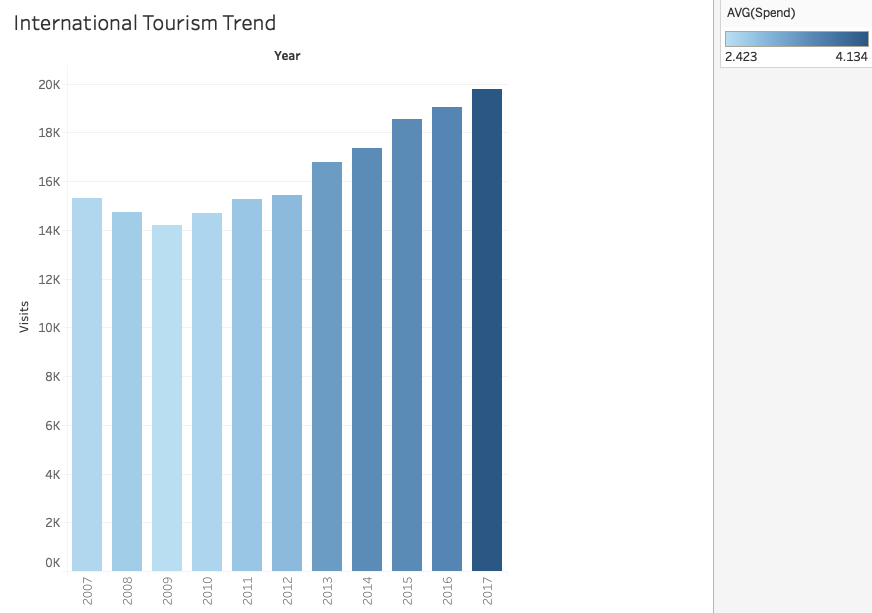 International Tourism Trend
Year
20K
18K
16K
14K
12K
10K
8K
6K
4K
2K
0K
Visits
2007
2008
2009
2010
2011
2012
2013
2014
2015
2016
2017
AVG(Spend)
2.423 4.134